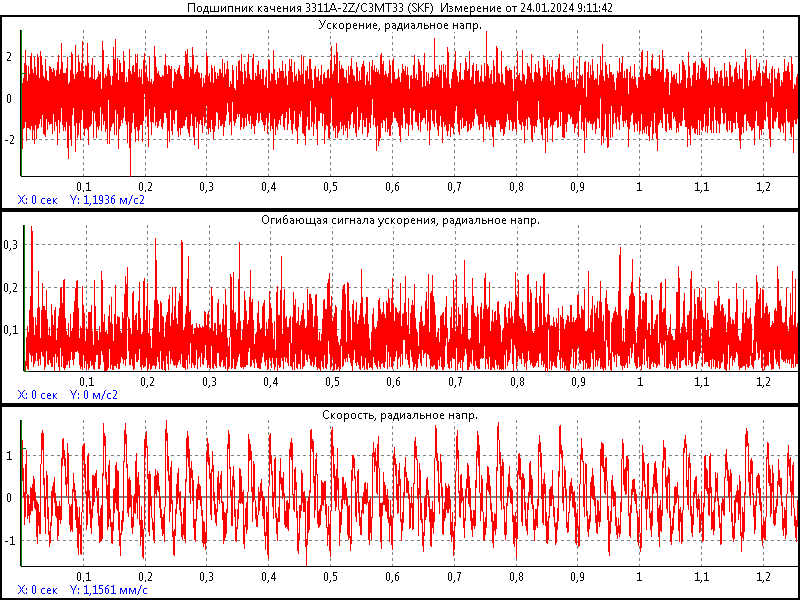 Подшипник качения 3311A-2Z/C3MT33 (SKF) Измерение от 24.01.2024 9:11:42
Ускорение, радиальное напр.
2
0
-2
0,1 0,2 0,3 0,4 0,5 0,6 0,7 0,8 0,9 1 1,1 1,2
X: 0 сек Y: 1,1936 м/с2
Огибающая сигнала ускорения, радиальное напр.
0,3
0,2
0,1
0,1 0,2 0,3 0,4 0,5 0,6 0,7 0,8 0,9 1 1,1 1,2
X: 0 сек Y: 0 м/с2
Скорость, радиальное напр.
1
0
-1
0,1 0,2 0,3 0,4 0,5 0,6 0,7 0,8 0,9 1 1,1 1,2
X: 0 сек Y: 1,1561 мм/с